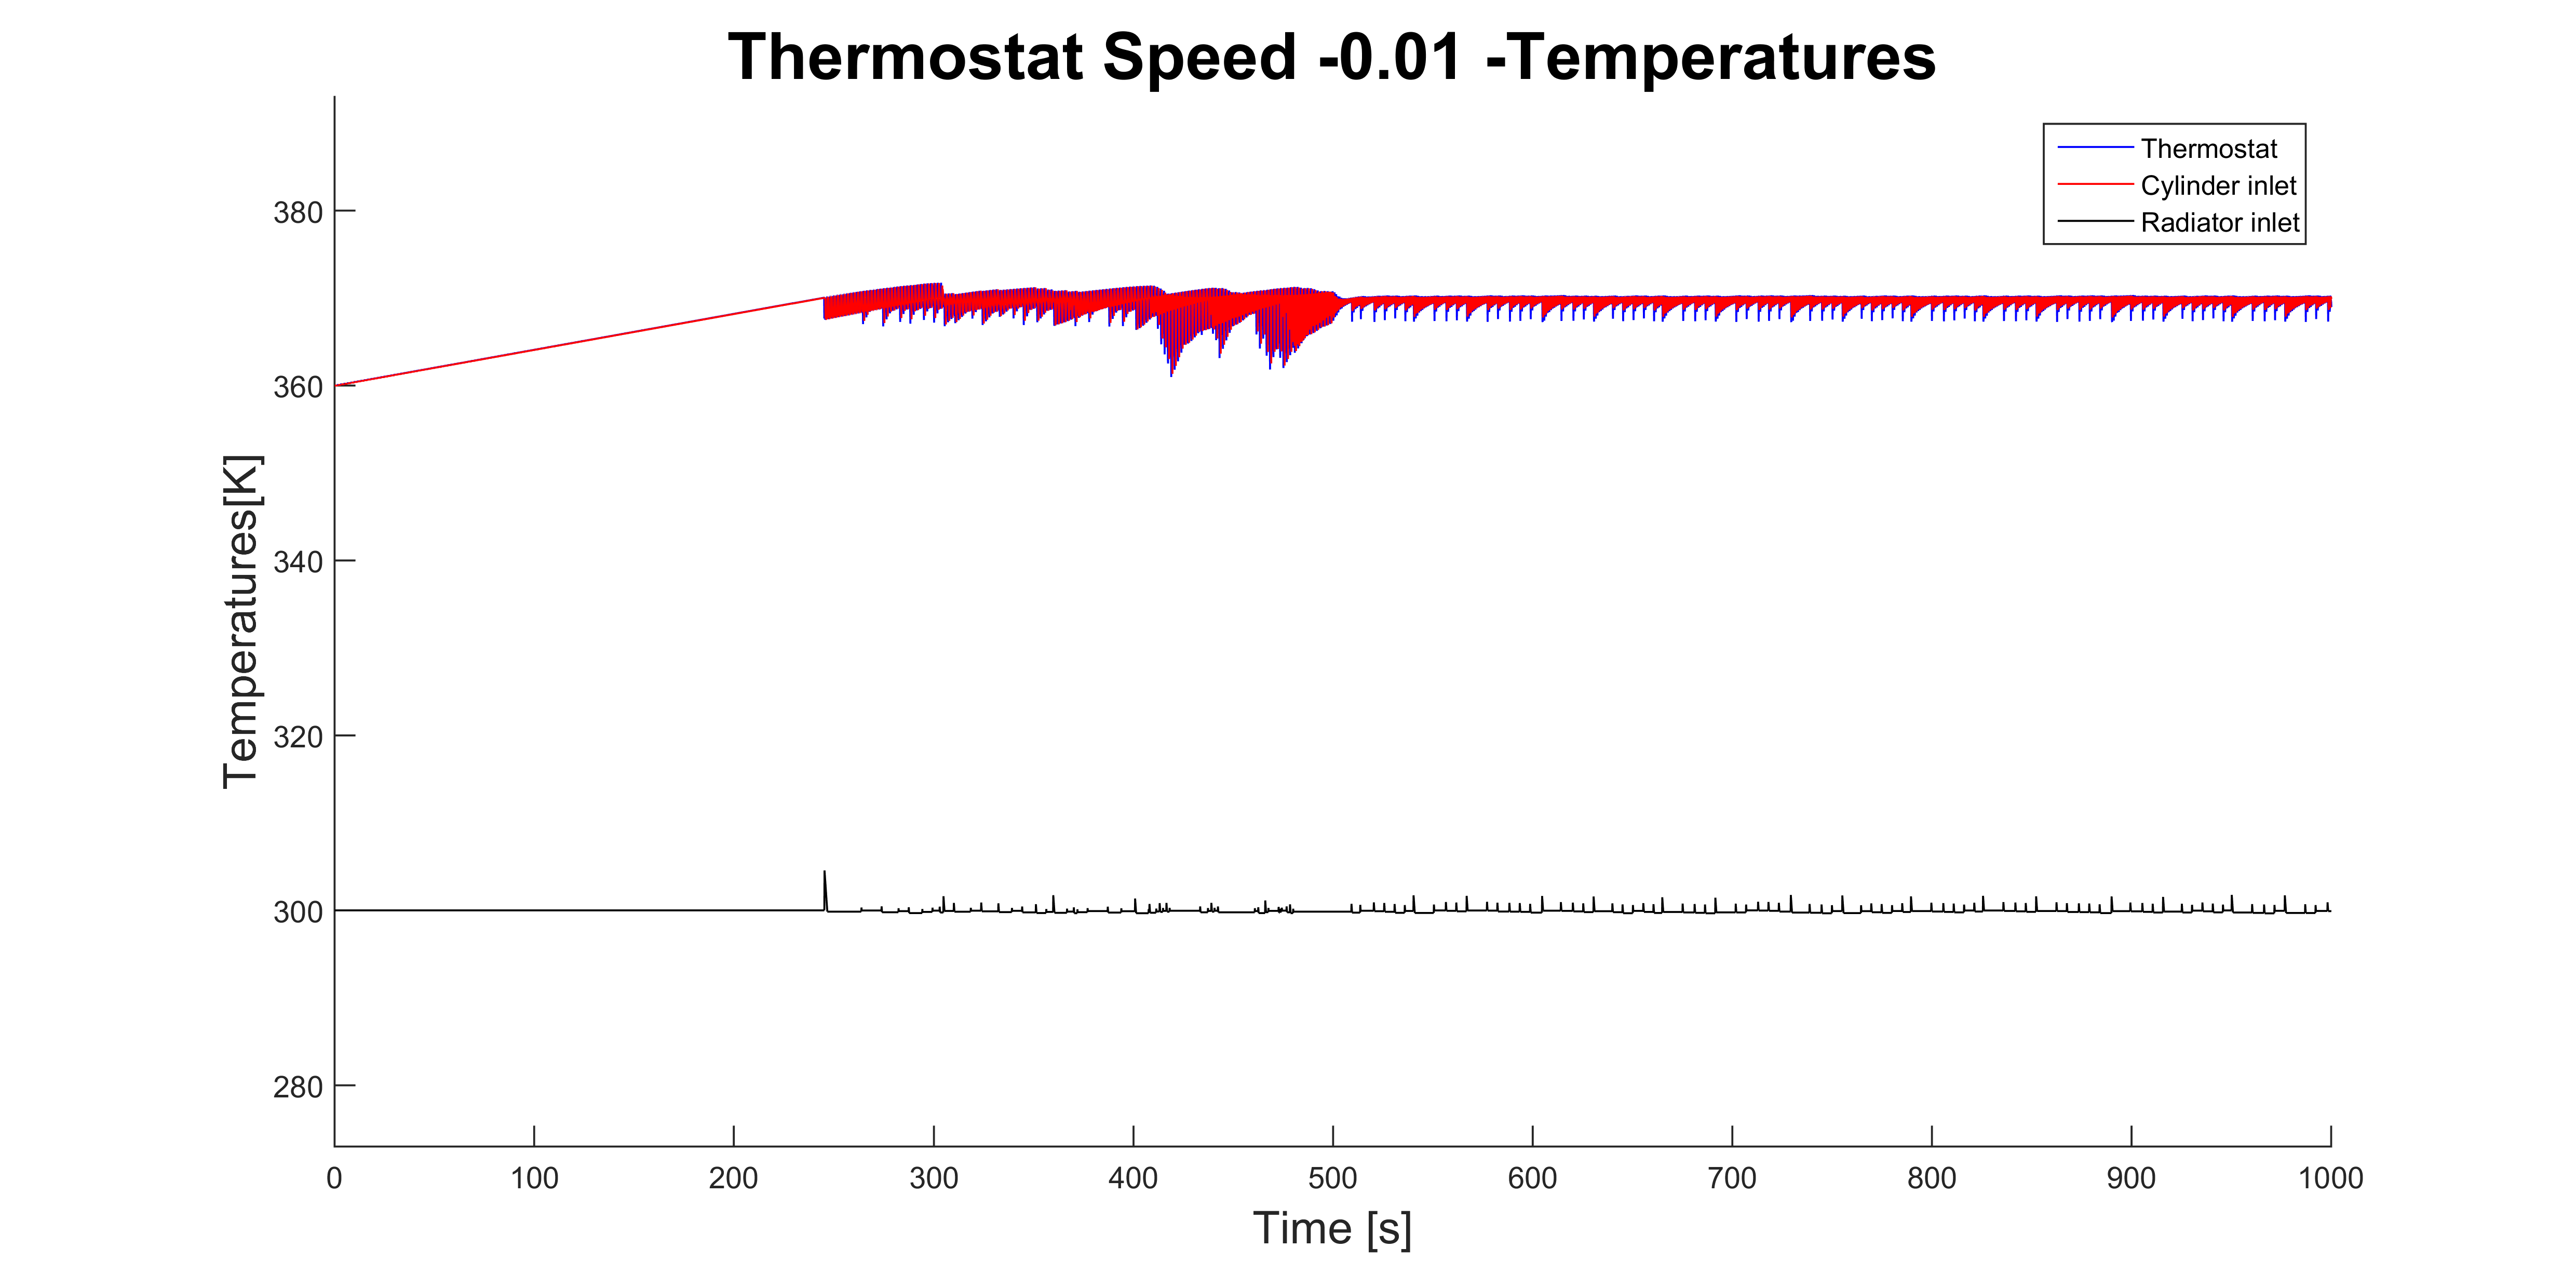 Thermostat Speed -0.01 -Temperatures
Thermostat
Cylinder inlet
Radiator inlet
380
360
340
320
300
280
Temperatures[K]
0 100 200 300 400 500 600 700 800 900 1000
Time [s]